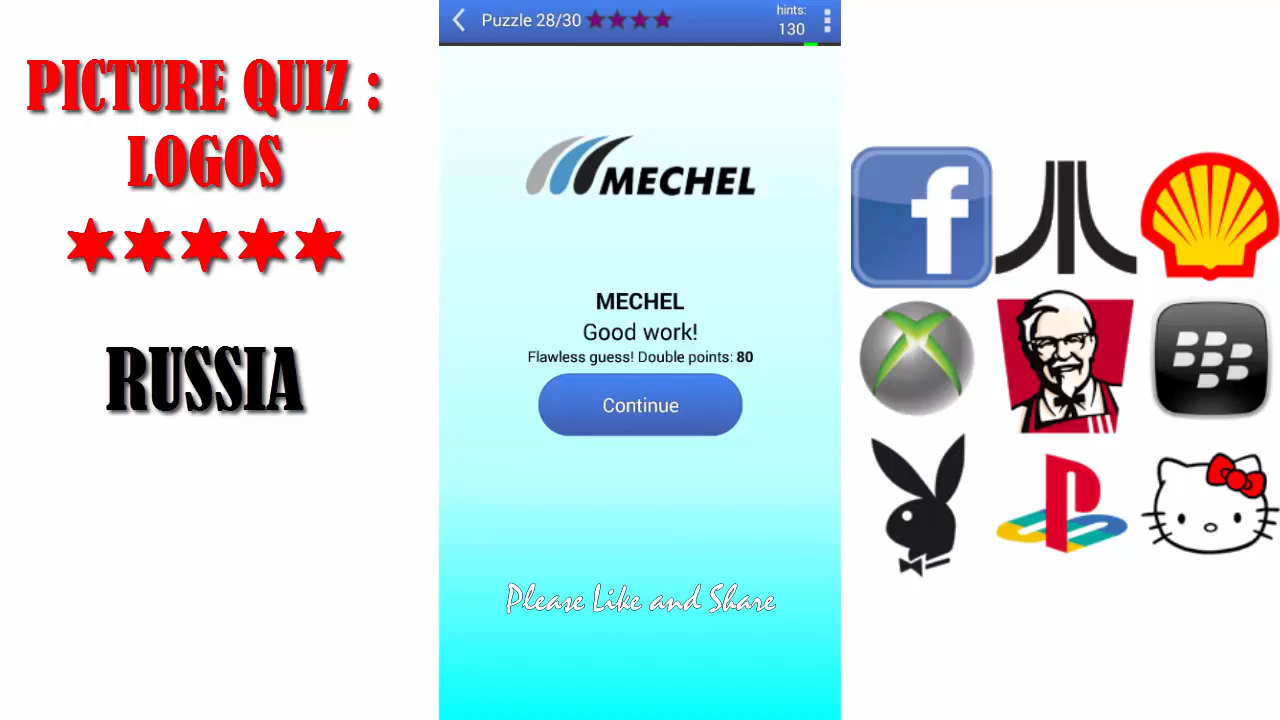 PICTURE QUIZ :
LOGOS
RUSSIA
Puzzle 28/30
hints:
130
MECHEL
MECHEL
Good work!
Flawless guess! Double points: 80
Continue
Please Like and Share
f